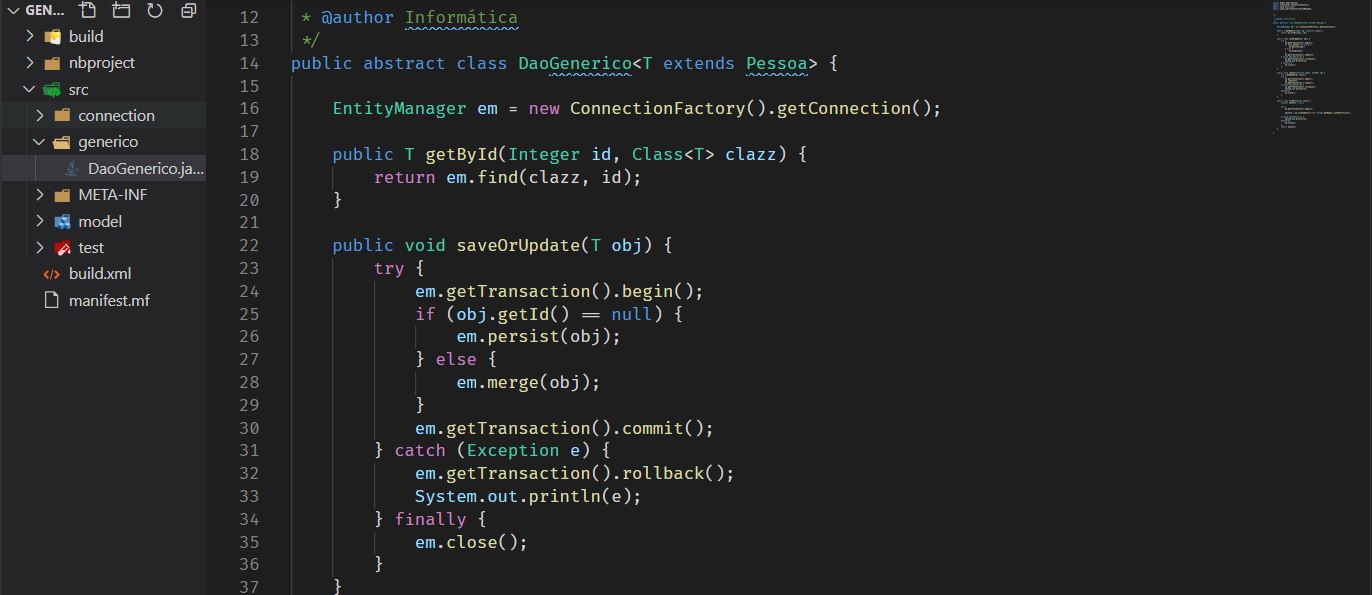 GEN...
build
nbproject
src
connection
generico
DaoGenerico.ja...
META-INF
model
test
build.xml
manifest.mf
12 * @author Informática
13 */
14 public abstract class DaoGenerico<T extends Pessoa> {
15
16 EntityManager em = new ConnectionFactory().getConnection();
17
18 public T getById(Integer id, Class<T> clazz) {
19 return em.find(clazz, id);
20 }
21
22 public void saveOrUpdate(T obj) {
23 try {
24 em.getTransaction().begin();
25 if (obj.getId() == null) {
26 em.persist(obj);
27 } else {
28 em.merge(obj);
29 }
30 em.getTransaction().commit();
31 } catch (Exception e) {
32 em.getTransaction().rollback();
33 System.out.println(e);
34 } finally {
35 em.close();
36 }
37 }